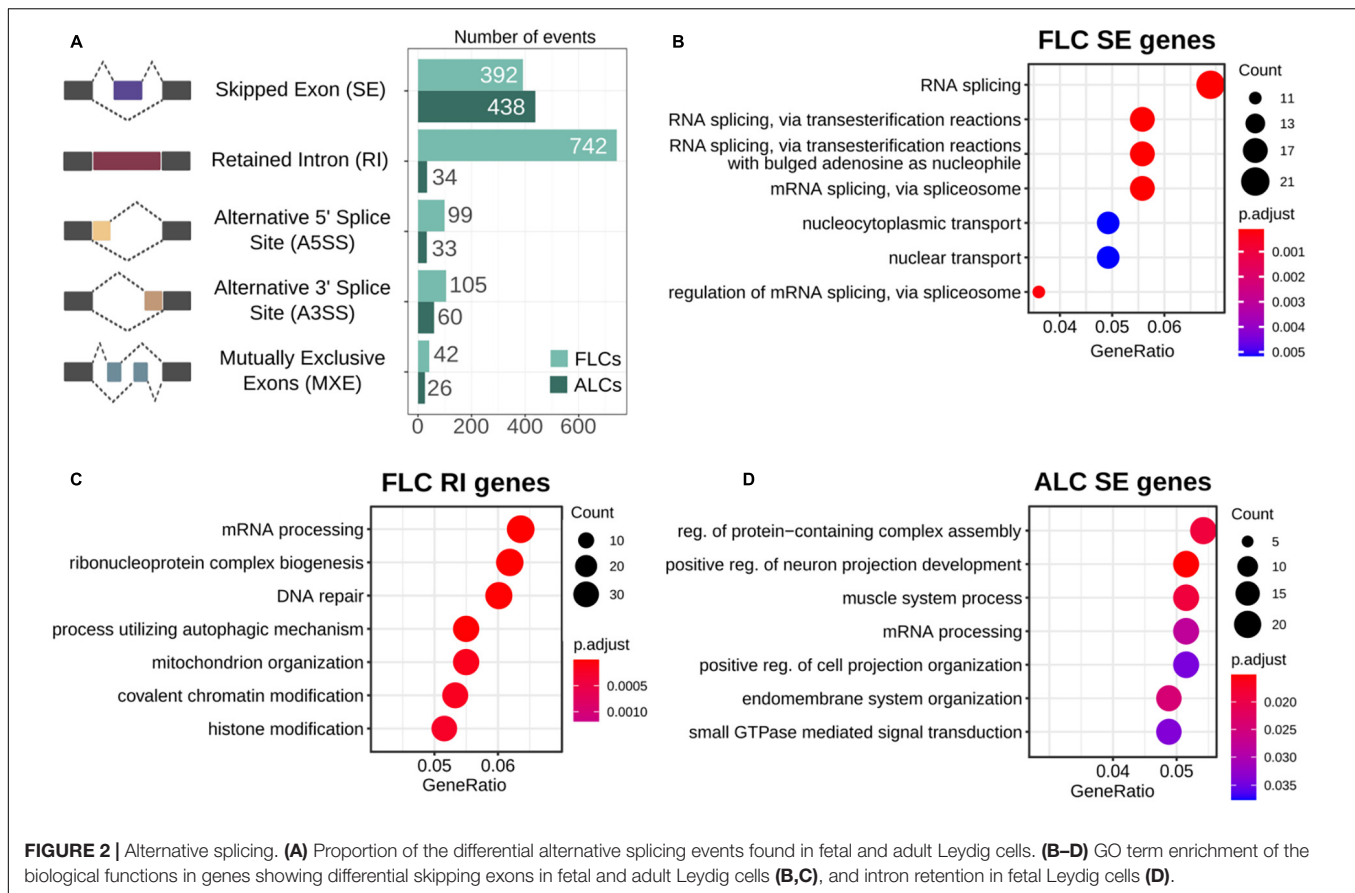 A
Number of events
Skipped Exon (SE)
392
438
Retained Intron (RI)
742
34
Alternative 5' Splice
Site (A5SS)
99
33
Alternative 3' Splice
Site (A3SS)
105
60
Mutually Exclusive
Exons (MXE)
42
26
FLCs
ALCs
0 200 400 600
B
FLC SE genes
RNA splicing
RNA splicing, via transesterification reactions
RNA splicing, via transesterification reactions
with bulged adenosine as nucleophile
mRNA splicing, via spliceosome
nucleocytoplasmic transport
nuclear transport
regulation of mRNA splicing, via spliceosome
0.04 0.05 0.06
GeneRatio
Count
11
13
17
21
p.adjust
0.001
0.002
0.003
0.004
0.005
C
FLC RI genes
mRNA processing
ribonucleoprotein complex biogenesis
DNA repair
process utilizing autophagic mechanism
mitochondrion organization
covalent chromatin modification
histone modification
0.05 0.06
GeneRatio
Count
10
20
30
p.adjust
0.0005
0.0010
D
ALC SE genes
reg. of protein−containing complex assembly
positive reg. of neuron projection development
muscle system process
mRNA processing
positive reg. of cell projection organization
endomembrane system organization
small GTPase mediated signal transduction
0.04 0.05
GeneRatio
Count
5
10
15
20
p.adjust
0.020
0.025
0.030
0.035
FIGURE 2 | Alternative splicing. (A) Proportion of the differential alternative splicing events found in fetal and adult Leydig cells. (B–D) GO term enrichment of the
biological functions in genes showing differential skipping exons in fetal and adult Leydig cells (B,C), and intron retention in fetal Leydig cells (D).